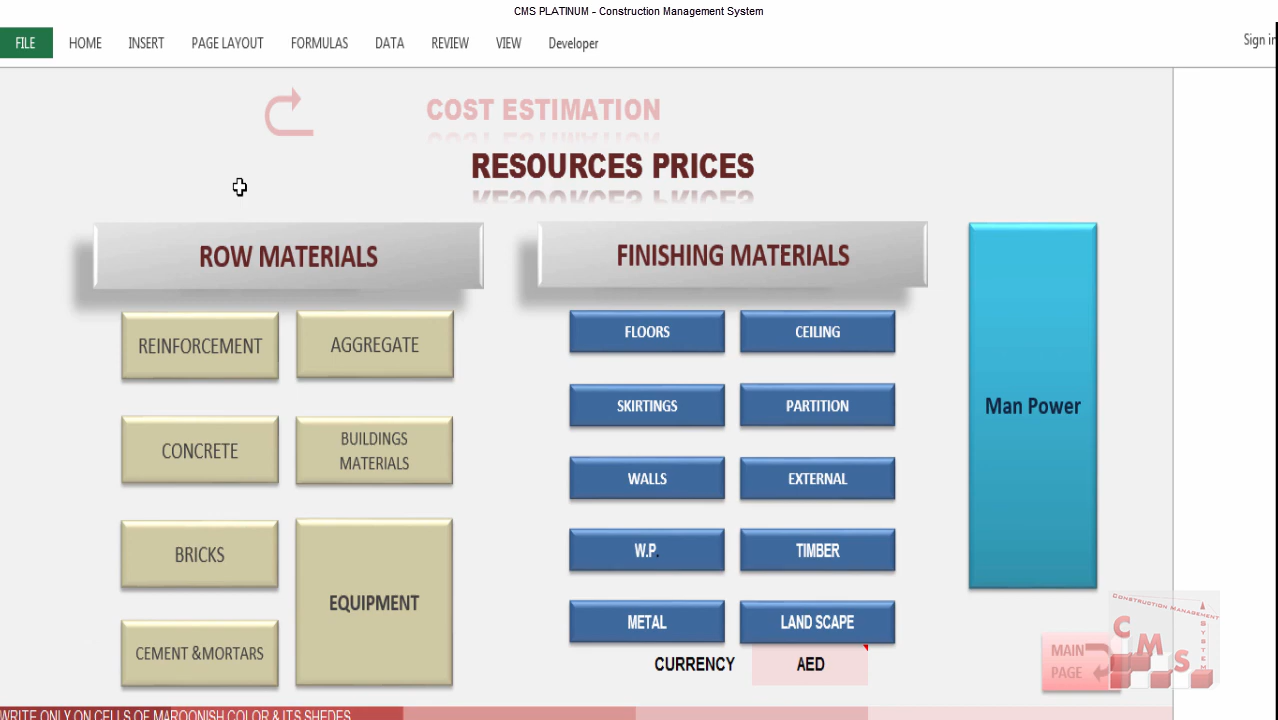 CMS PLATINUM - Construction Management System
FILE HOME INSERT PAGE LAYOUT FORMULAS DATA REVIEW VIEW Developer Sign in
COST ESTIMATION
RESOURCES PRICES
ROW MATERIALS
FINISHING MATERIALS
REINFORCEMENT
AGGREGATE
CONCRETE
BUILDINGS
MATERIALS
BRICKS
EQUIPMENT
CEMENT &MORTARS
FLOORS
CEILING
SKIRTINGS
PARTITION
WALLS
EXTERNAL
W.P.
TIMBER
METAL
LAND SCAPE
CURRENCY AED
Man Power
MAIN
PAGE
CONSTRUCTION MANAGEMENT
SYSTEM
CMS
WRITE ONLY ON CELLS OF MAROONISH COLOR & ITS SHEDES